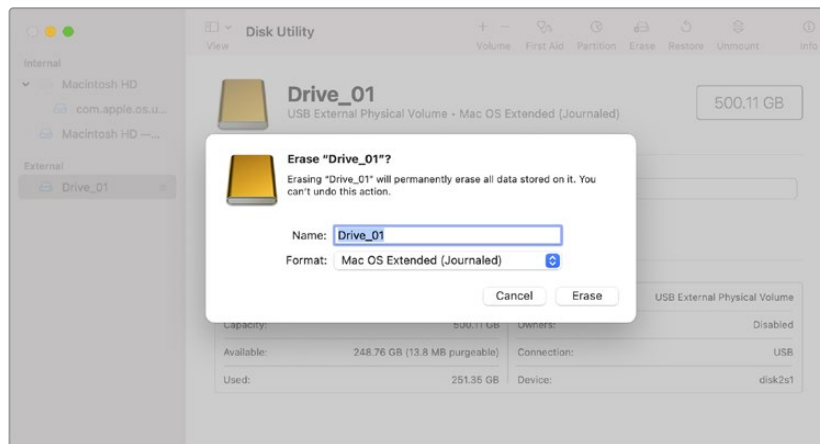 Disk Utility
View
Volume First Aid Partition Erase Restore Unmount Info
Internal
Macintosh HD
com.apple.os.u...
Macintosh HD —...
External
Drive_01
Drive_01
USB External Physical Volume • Mac OS Extended (Journaled)
500.11 GB
Erase “Drive_01”?
Erasing “Drive_01” will permanently erase all data stored on it. You
can’t undo this action.
Name: Drive_01
Format: Mac OS Extended (Journaled)
Cancel Erase
USB External Physical Volume
Capacity: 500.11 GB Owners: Disabled
Available: 248.76 GB (13.8 MB purgeable) Connection: USB
Used: 251.35 GB Device: disk2s1